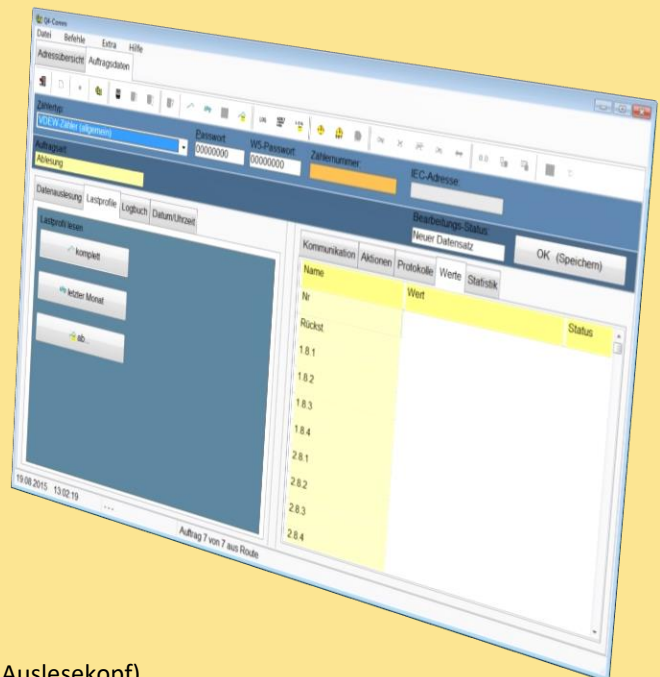 Qli-Comm
Datei Befehle Extra Hilfe
Adressübersicht Auftragsdaten
Zählertyp:
VDEW-Zähler (allgemein)
Passwort:
00000000
WS-Passwort:
00000000
Zählernummer:
IEC-Adresse:
Auftragsart:
Ablesung
Bearbeitungs-Status:
Neuer Datensatz
OK (Speichern)
Datenauslesung Lastprofile Logbuch Datum/Uhrzeit
Lastprofil lesen
komplett
letzter Monat
ab...
Kommunikation Aktionen Protokolle Werte Statistik
Name Wert Status
Nr
Rückst.
1.8.1
1.8.2
1.8.3
1.8.4
2.8.1
2.8.2
2.8.3
2.8.4
19.08.2015 13:02:19 ... Auftrag 7 von 7 aus Route
Auslesekopf)